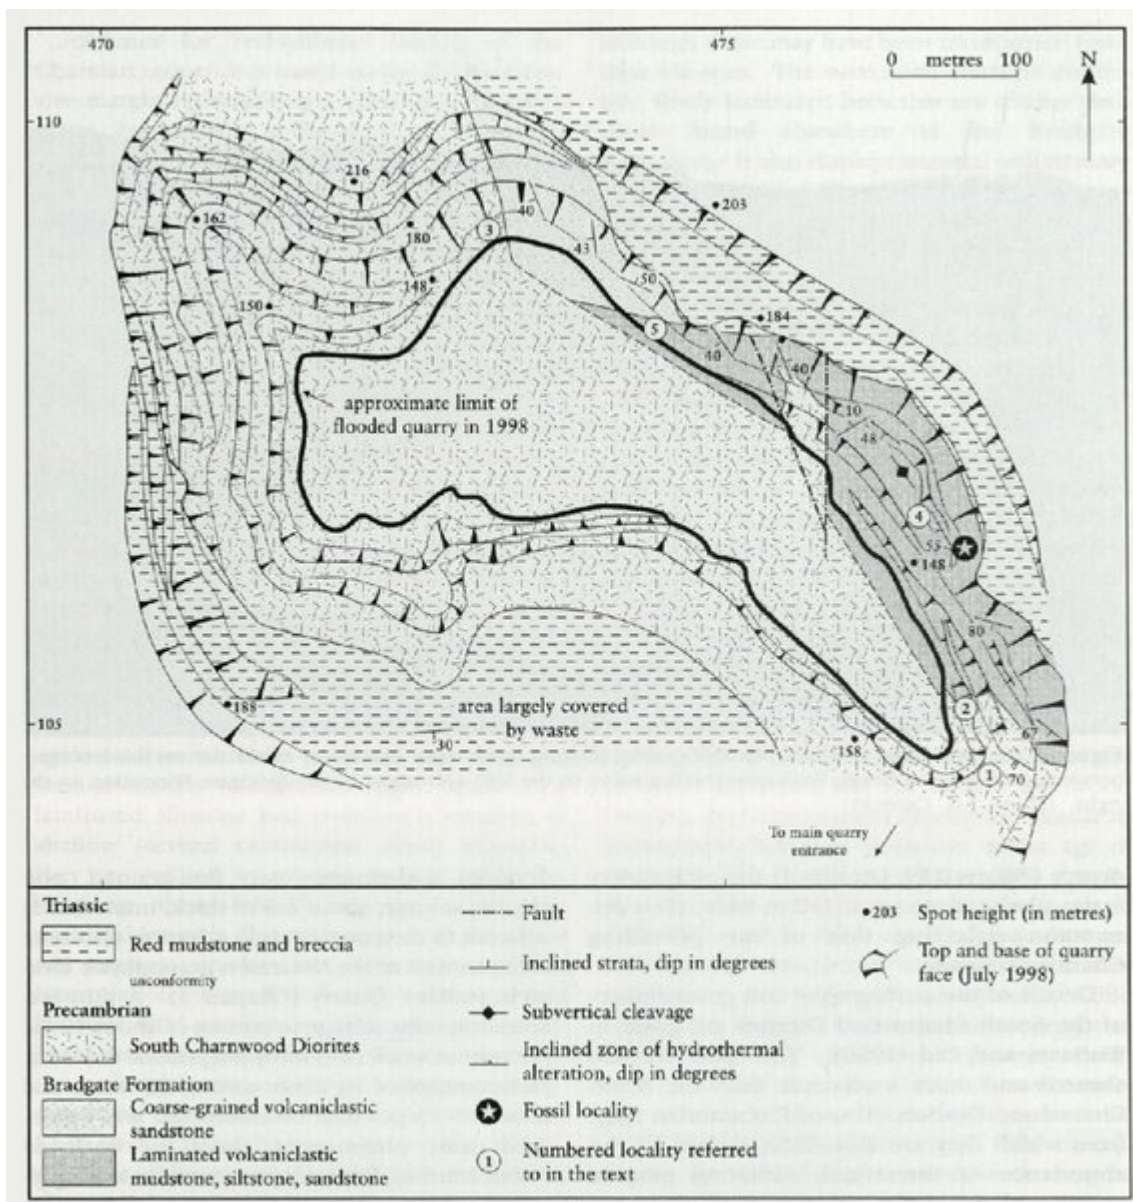 470
475
0 metres 100
N
110
216
203
162
40
3
180
43
148
50
150
184
5
40
40
approximate limit of
flooded quarry in 1998
10
48
4
55
148
80
188
area largely covered
by waste
2
105
30
158
67
1
70
To main quarry
entrance
Triassic
Red mudstone and breccia
unconformity
Precambrian
South Charnwood Diorites
Bradgate Formation
Coarse-grained volcaniclastic
sandstone
Laminated volcaniclastic
mudstone, siltstone, sandstone
Fault
Inclined strata, dip in degrees
Subvertical cleavage
Inclined zone of hydrothermal
alteration, dip in degrees
Fossil locality
1
Numbered locality referred
to in the text
203
Spot height (in metres)
Top and base of quarry
face (July 1998)